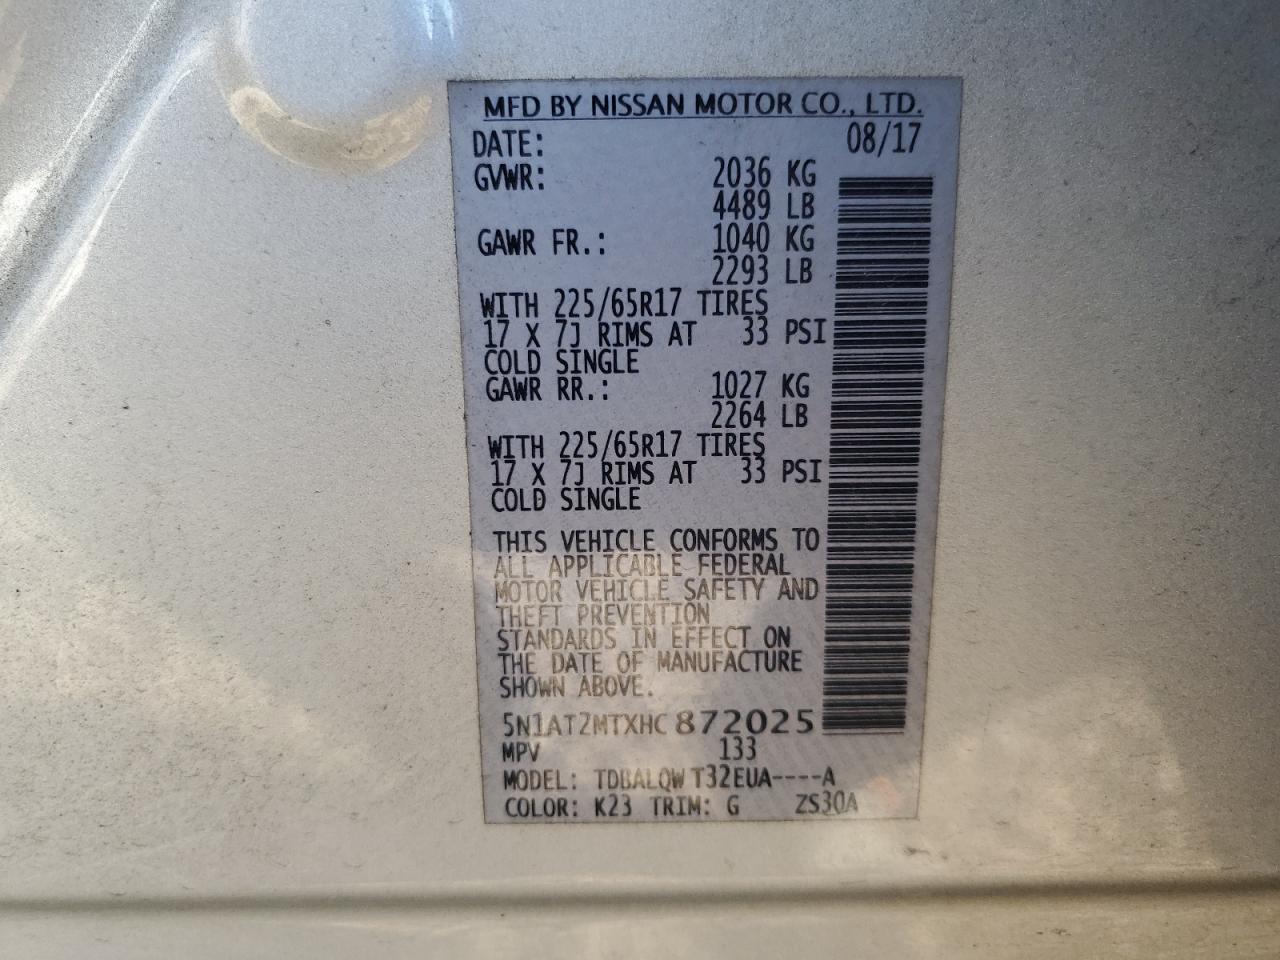 MFD BY NISSAN MOTOR CO., LTD.
DATE: 08/17
GVWR: 2036 KG
4489 LB
GAWR FR.: 1040 KG
2293 LB
WITH 225/65R17 TIRES
17 X 7J RIMS AT 33 PSI
COLD SINGLE
GAWR RR.: 1027 KG
2264 LB
WITH 225/65R17 TIRES
17 X 7J RIMS AT 33 PSI
COLD SINGLE
THIS VEHICLE CONFORMS TO
ALL APPLICABLE FEDERAL
MOTOR VEHICLE SAFETY AND
THEFT PREVENTION
STANDARDS IN EFFECT ON
THE DATE OF MANUFACTURE
SHOWN ABOVE.
5N1AT2MTXHC872025
MPV 133
MODEL: TDBALQW T32EUA----A
COLOR: K23 TRIM: G ZS30A